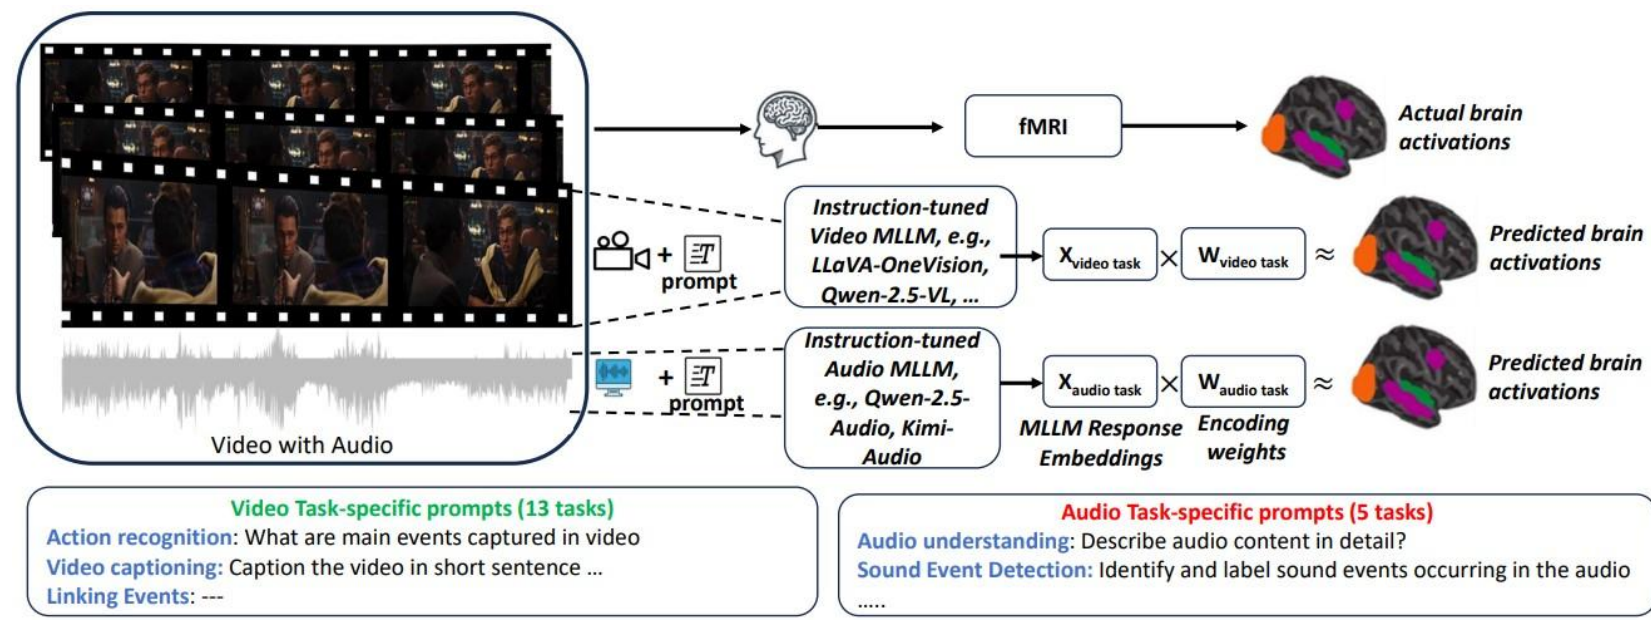 Video with Audio
fMRI
Actual brain
activations
+
T
prompt
Instruction-tuned
Video MLLM, e.g.,
LLaVA-OneVision,
Qwen-2.5-VL, ...
Xvideo task × Wvideo task ≈
Predicted brain
activations
+
T
prompt
Instruction-tuned
Audio MLLM,
e.g., Qwen-2.5-
Audio, Kimi-
Audio
Xaudio task × Waudio task ≈
Predicted brain
activations
MLLM Response
Embeddings
Encoding
weights
Video Task-specific prompts (13 tasks)
Action recognition: What are main events captured in video
Video captioning: Caption the video in short sentence ...
Linking Events: ---
Audio Task-specific prompts (5 tasks)
Audio understanding: Describe audio content in detail?
Sound Event Detection: Identify and label sound events occurring in the audio
.....